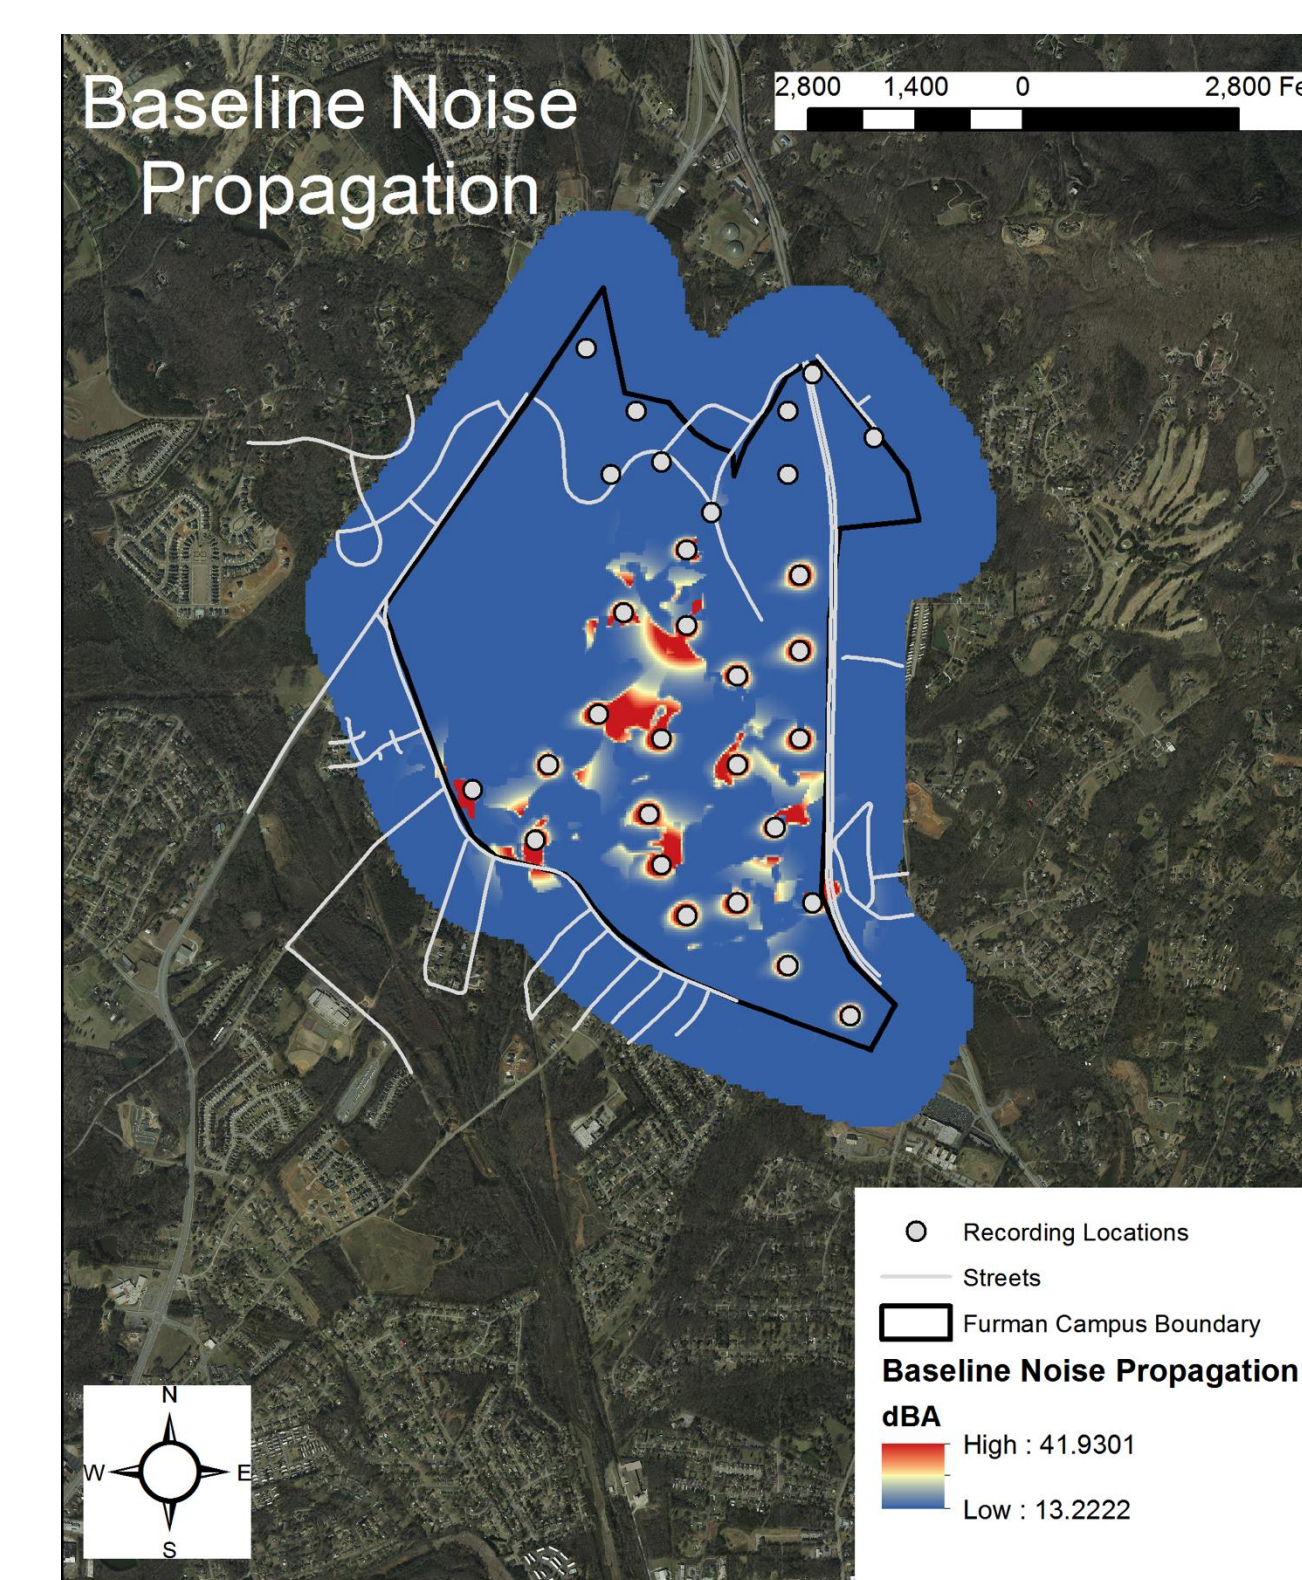 Baseline Noise
Propagation
2,800 1,400 0 2,800 Fe
Recording Locations
Streets
Furman Campus Boundary
Baseline Noise Propagation
dBA
High : 41.9301
Low : 13.2222
N
W E
S